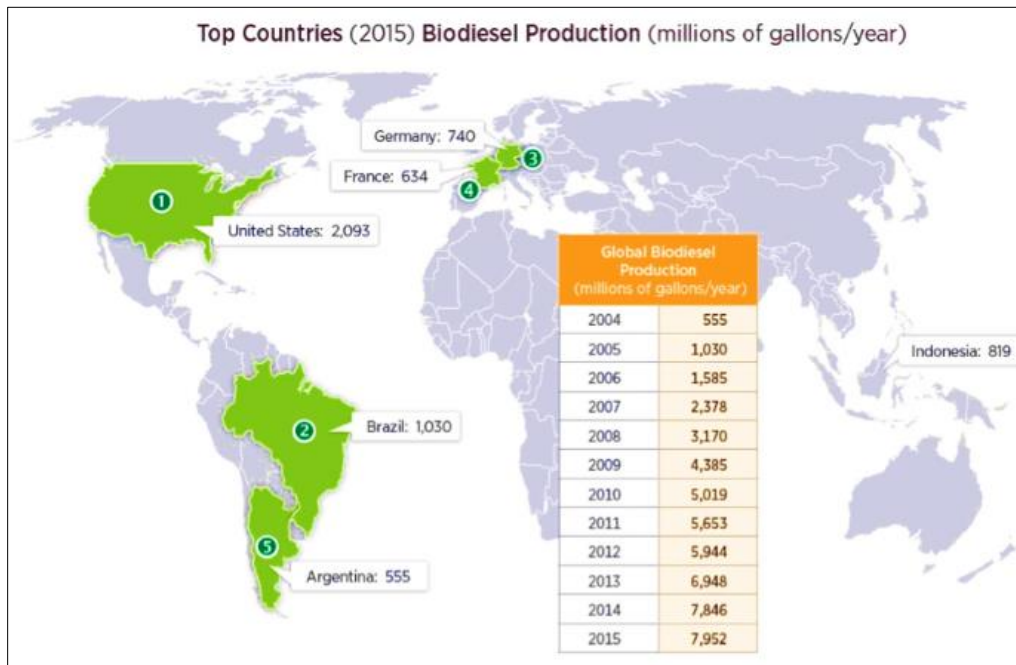 Top Countries (2015) Biodiesel Production (millions of gallons/year)
Germany: 740
3
France: 634
4
1
United States: 2,093
Global Biodiesel
Production
(millions of gallons/year)
2004 555
2005 1,030
2006 1,585
2007 2,378
2008 3,170
2009 4,385
2010 5,019
2011 5,653
2012 5,944
2013 6,948
2014 7,846
2015 7,952
Indonesia: 819
2
Brazil: 1,030
5
Argentina: 555